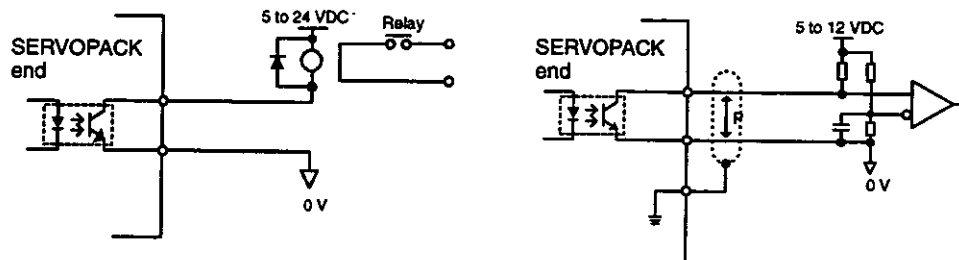 5 to 24 VDC
Relay
SERVOPACK
end
0 V
5 to 12 VDC
SERVOPACK
end
P
0 V